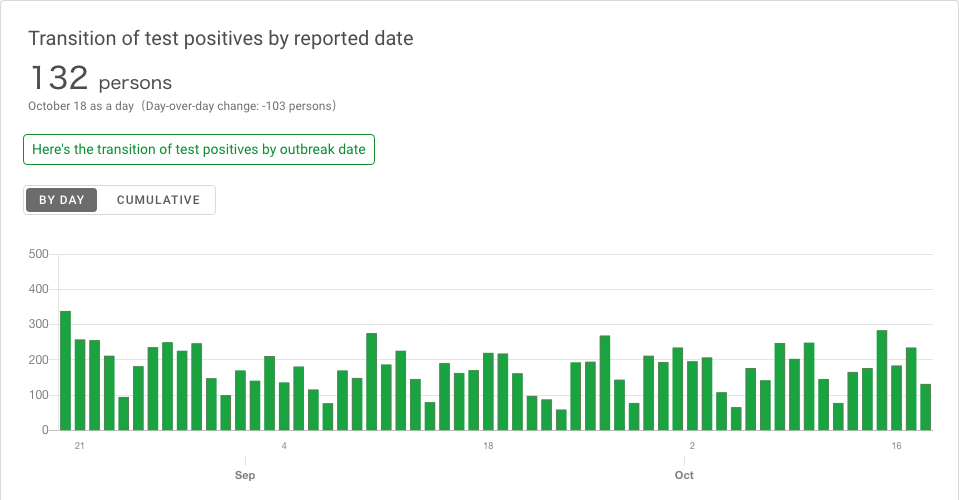 Transition of test positives by reported date
132 persons
October 18 as a day (Day-over-day change: -103 persons)
Here's the transition of test positives by outbreak date
BY DAY CUMULATIVE
500
400
300
200
100
0
21 4 18 2 16
Sep Oct